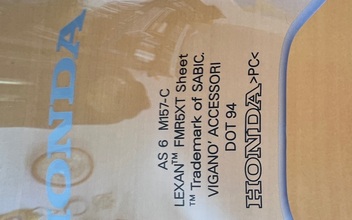 HONDA
AS 6 M157-C
LEXAN™ FMR5XT Sheet
™ Trademark of SABIC.
VIGANO' ACCESSORI
DOT 94
HONDA >PC<